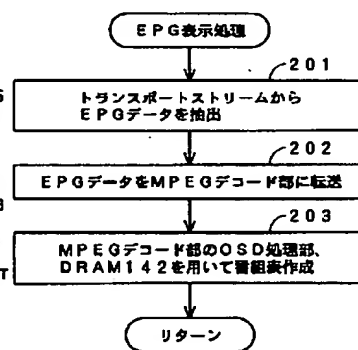 EPG表示処理
201
トランスポートストリームから
EPGデータを抽出
202
EPGデータをMPEGデコード部に転送
203
MPEGデコード部のOSD処理部、
DRAM142を用いて番組表作成
リターン